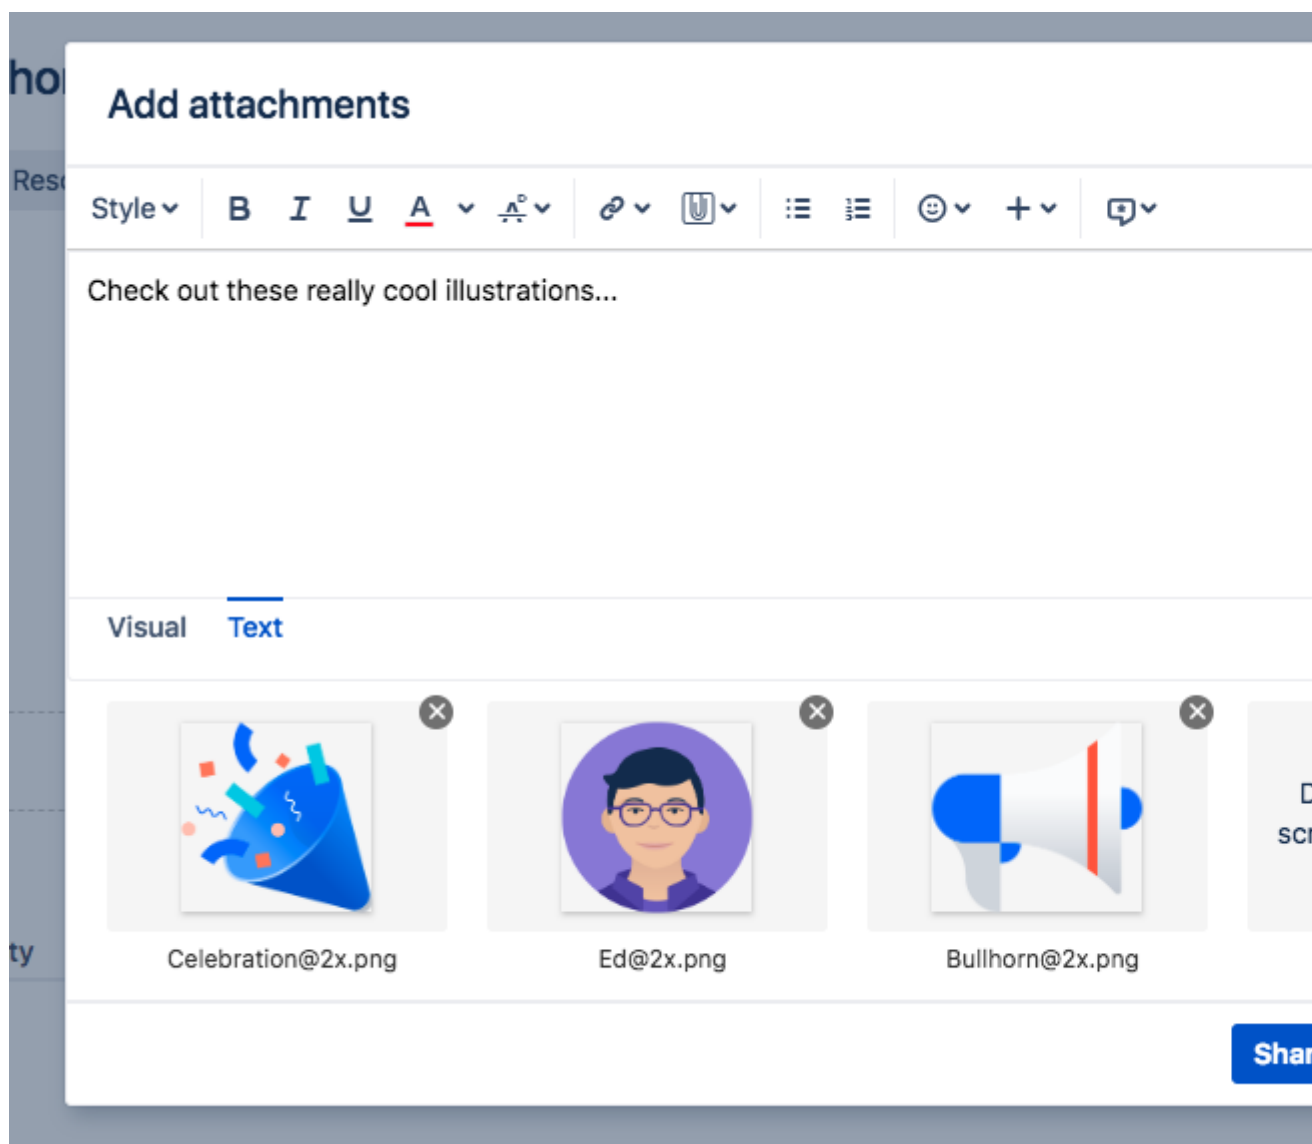 Add attachments
Style B I U A
Check out these really cool illustrations...
Visual Text
Celebration@2x.png Ed@2x.png Bullhorn@2x.png
ty